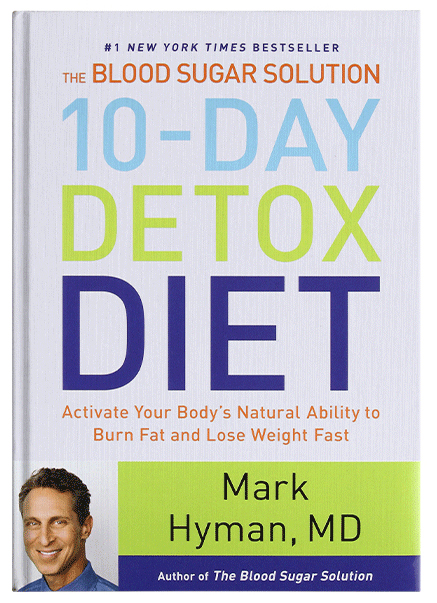 #1 NEW YORK TIMES BESTSELLER
THE BLOOD SUGAR SOLUTION
10-DAY
DETOX
DIET
Activate Your Body's Natural Ability to
Burn Fat and Lose Weight Fast
Mark
Hyman, MD
Author of The Blood Sugar Solution